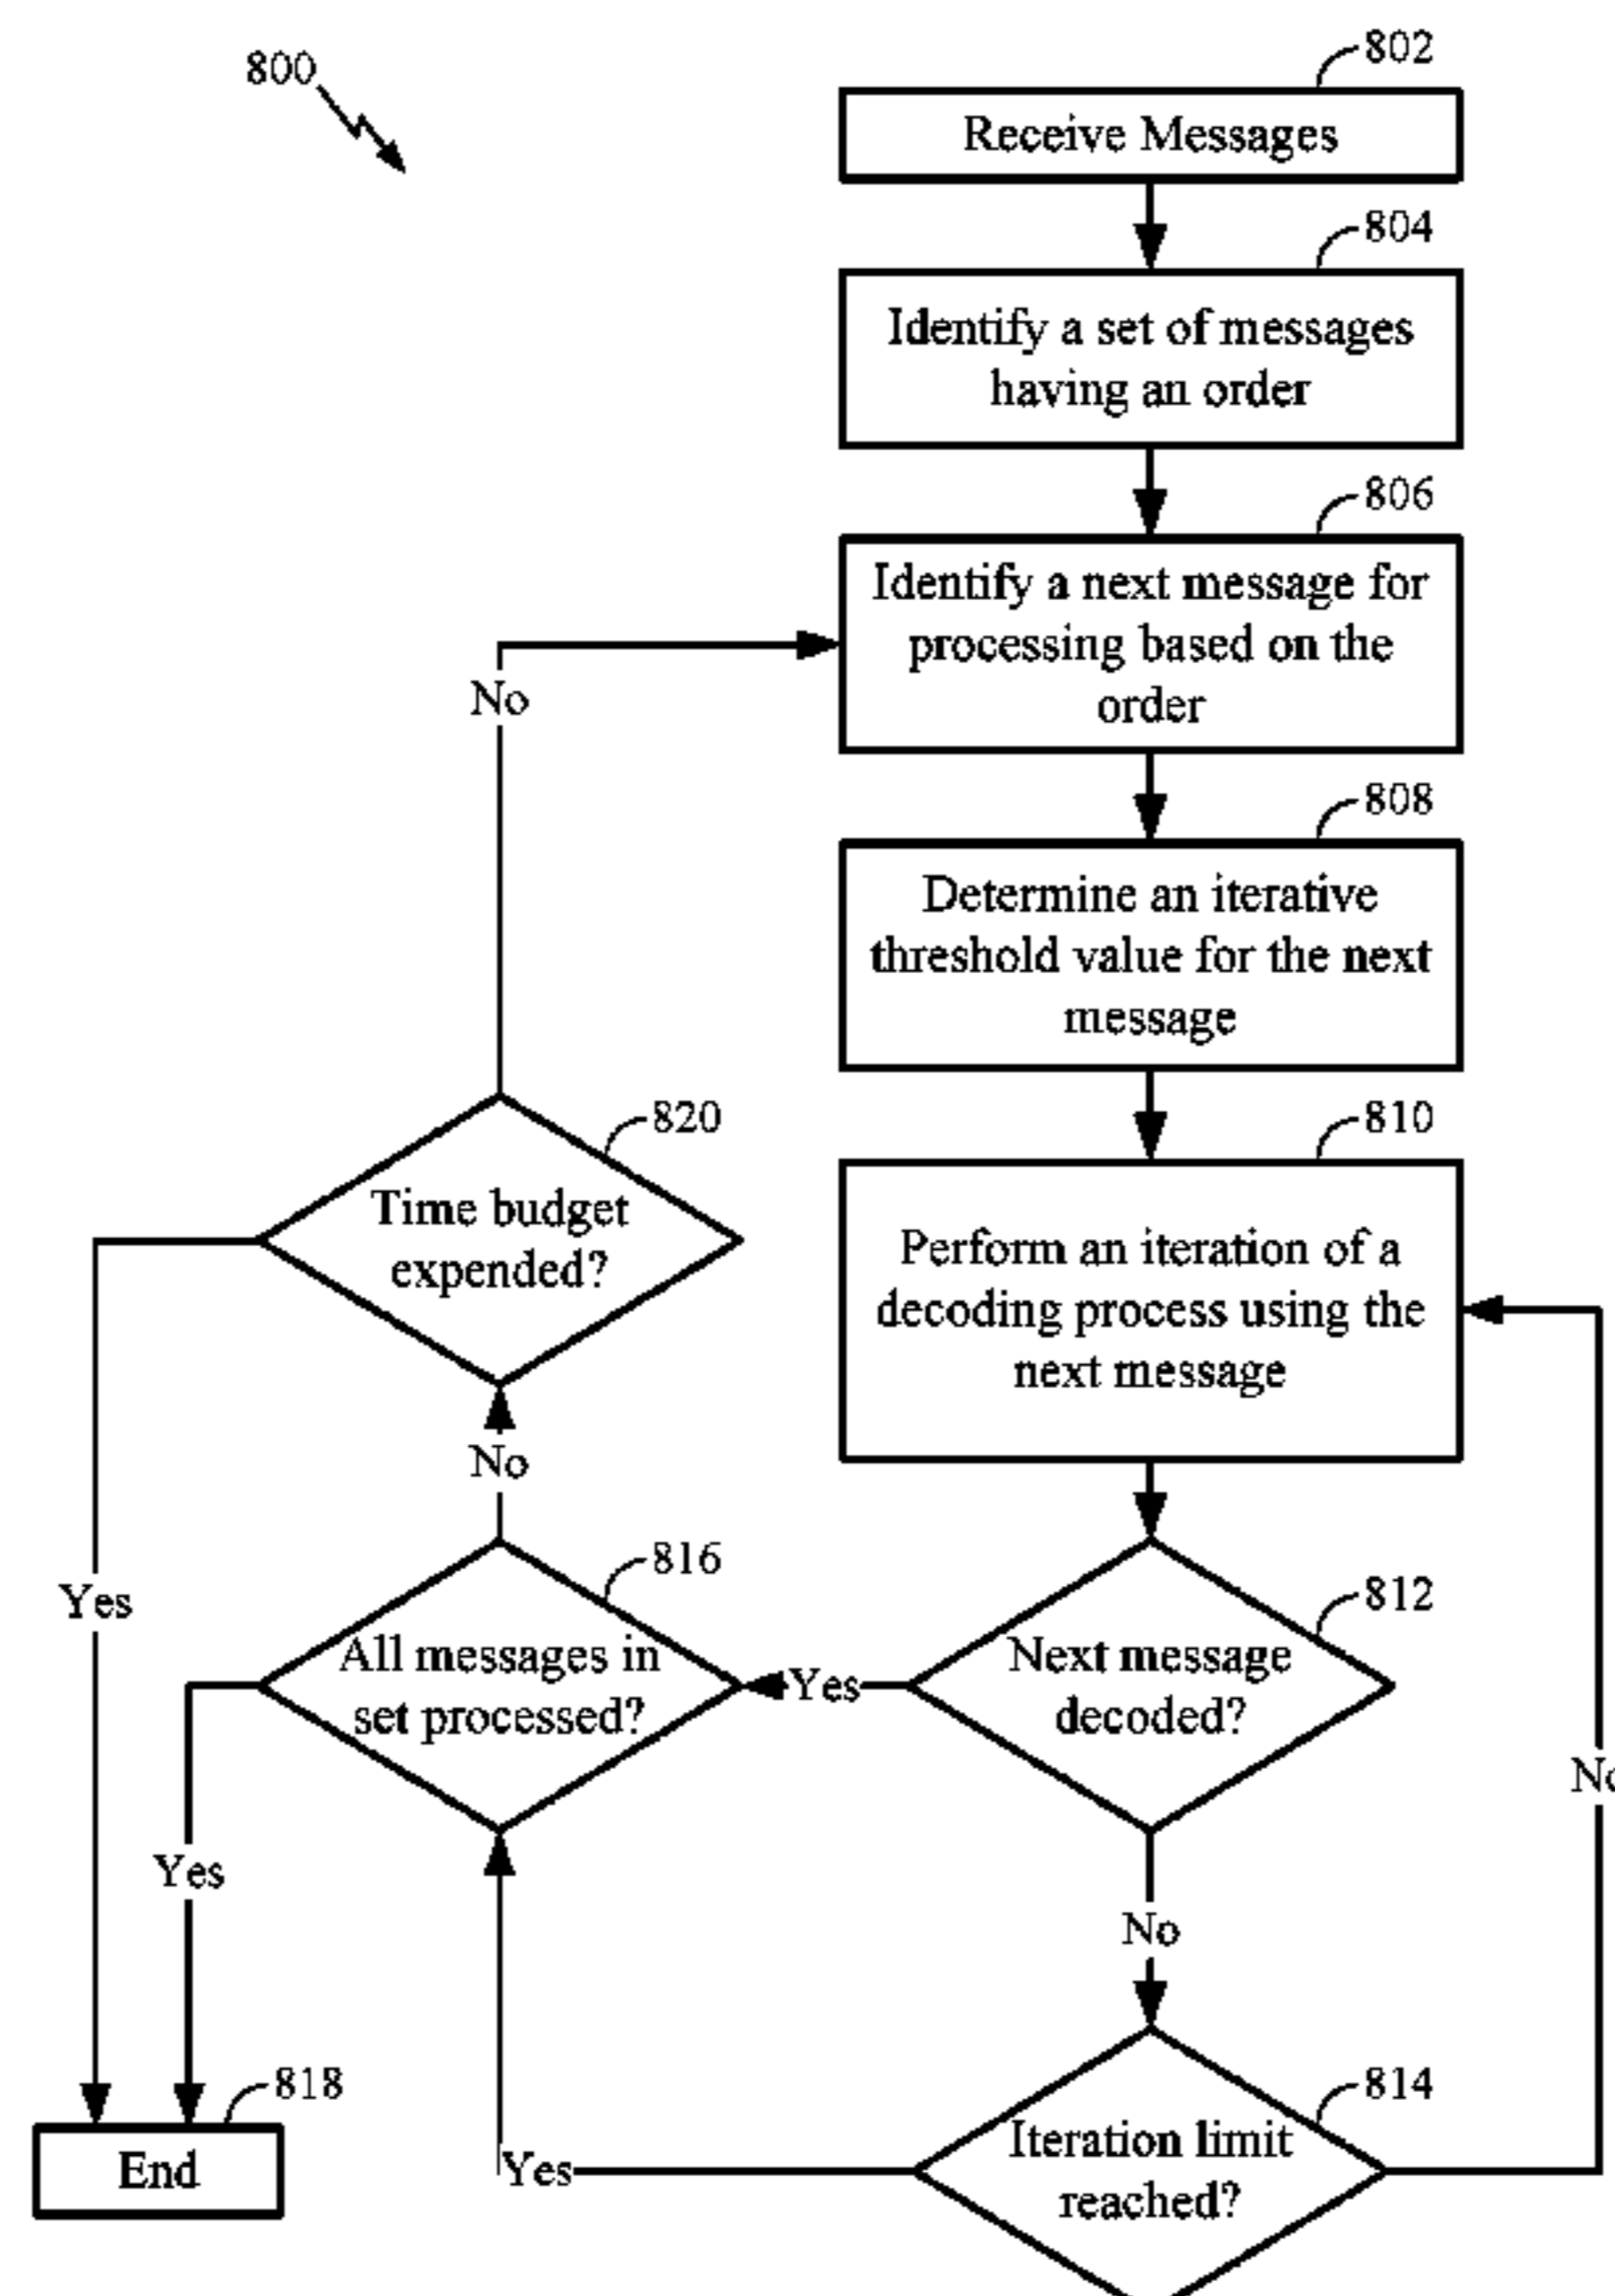 800
802
Receive Messages
804
Identify a set of messages
having an order
806
Identify a next message for
processing based on the
order
No
808
Determine an iterative
threshold value for the next
message
820
Time budget
expended?
810
Perform an iteration of a
decoding process using the
next message
No
Yes
816
All messages in
set processed?
Yes
812
Next message
decoded?
No
Yes
No
818
End
814
Iteration limit
reached?
Yes